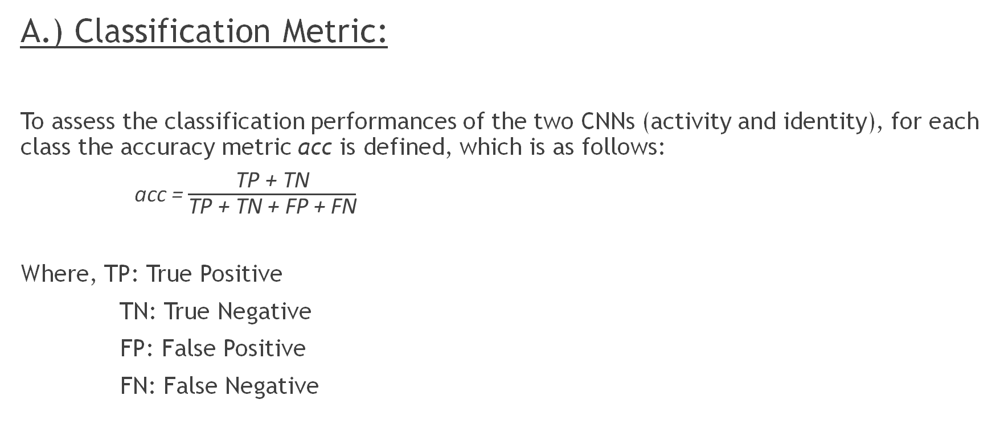 A.) Classification Metric:
To assess the classification performances of the two CNNs (activity and identity), for each
class the accuracy metric acc is defined, which is as follows:
acc = TP + TN / TP + TN + FP + FN
Where, TP: True Positive
TN: True Negative
FP: False Positive
FN: False Negative